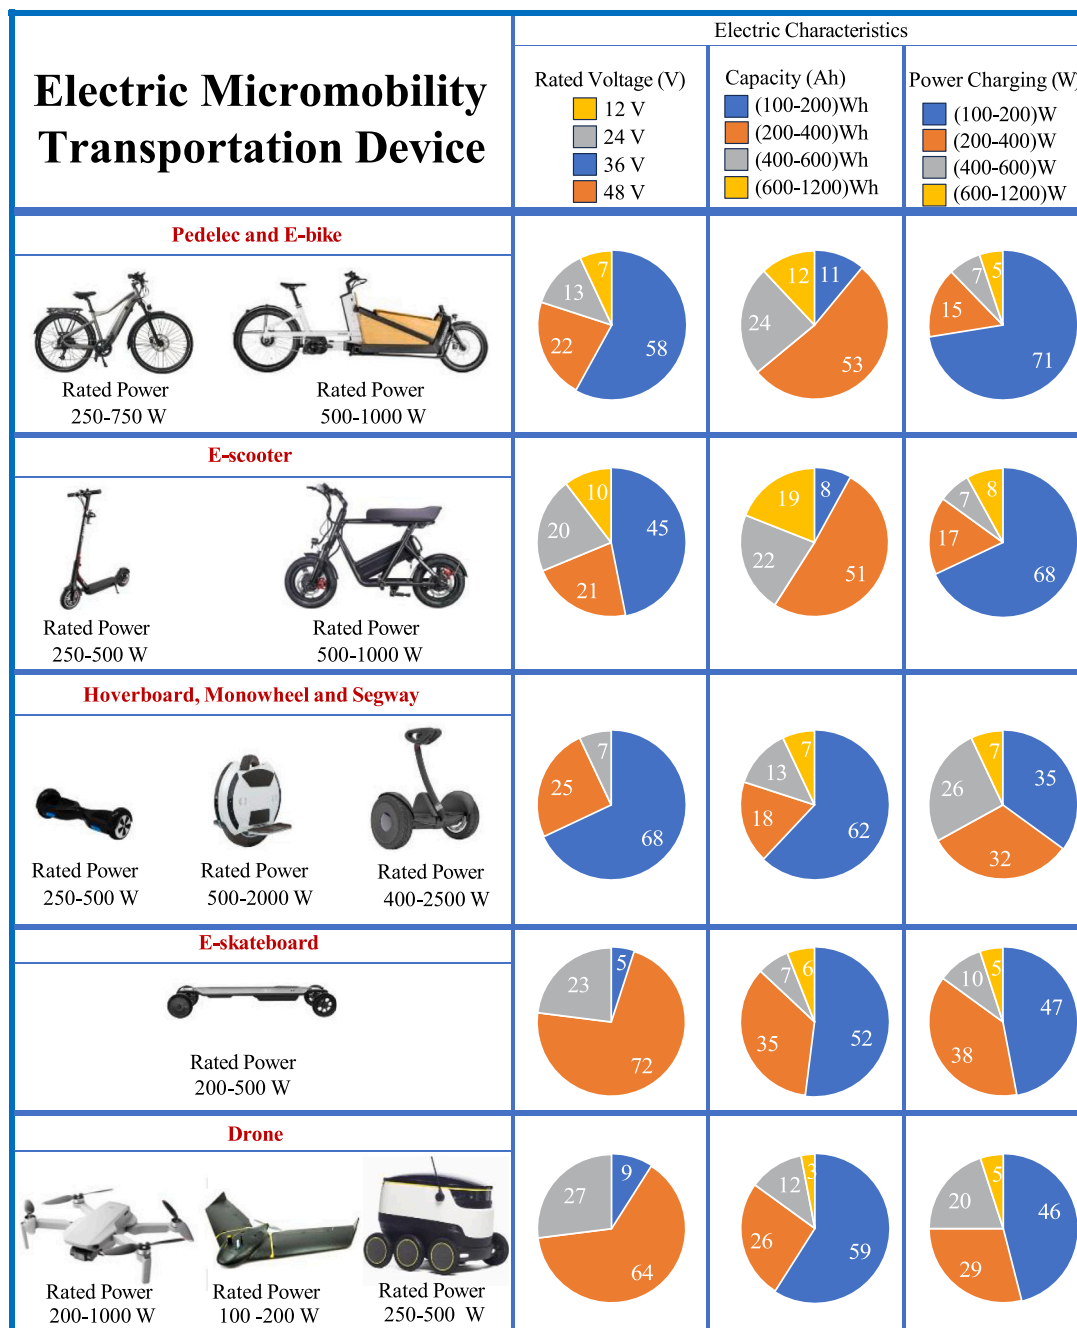 Electric Micromobility
Transportation Device
Electric Characteristics
Rated Voltage (V)
12 V
24 V
36 V
48 V
Capacity (Ah)
(100-200)Wh
(200-400)Wh
(400-600)Wh
(600-1200)Wh
Power Charging (W)
(100-200)W
(200-400)W
(400-600)W
(600-1200)W
Pedelec and E-bike
Rated Power
250-750 W
Rated Power
500-1000 W
7
13
22
58
12
11
24
53
7
5
15
71
E-scooter
Rated Power
250-500 W
Rated Power
500-1000 W
10
20
45
21
19
8
22
51
7
8
17
68
Hoverboard, Monowheel and Segway
Rated Power
250-500 W
Rated Power
500-2000 W
Rated Power
400-2500 W
7
25
68
7
13
18
62
7
35
26
32
E-skateboard
Rated Power
200-500 W
5
23
72
6
7
35
52
5
10
47
38
Drone
Rated Power
200-1000 W
Rated Power
100 -200 W
Rated Power
250-500 W
9
27
64
3
12
26
59
5
20
46
29